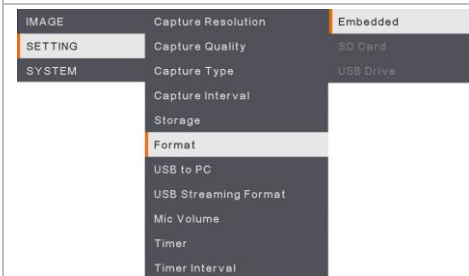 IMAGE
SETTING
SYSTEM
Capture Resolution
Capture Quality
Capture Type
Capture Interval
Storage
Format
USB to PC
USB Streaming Format
Mic Volume
Timer
Timer Interval
Embedded
SD Card
USB Drive